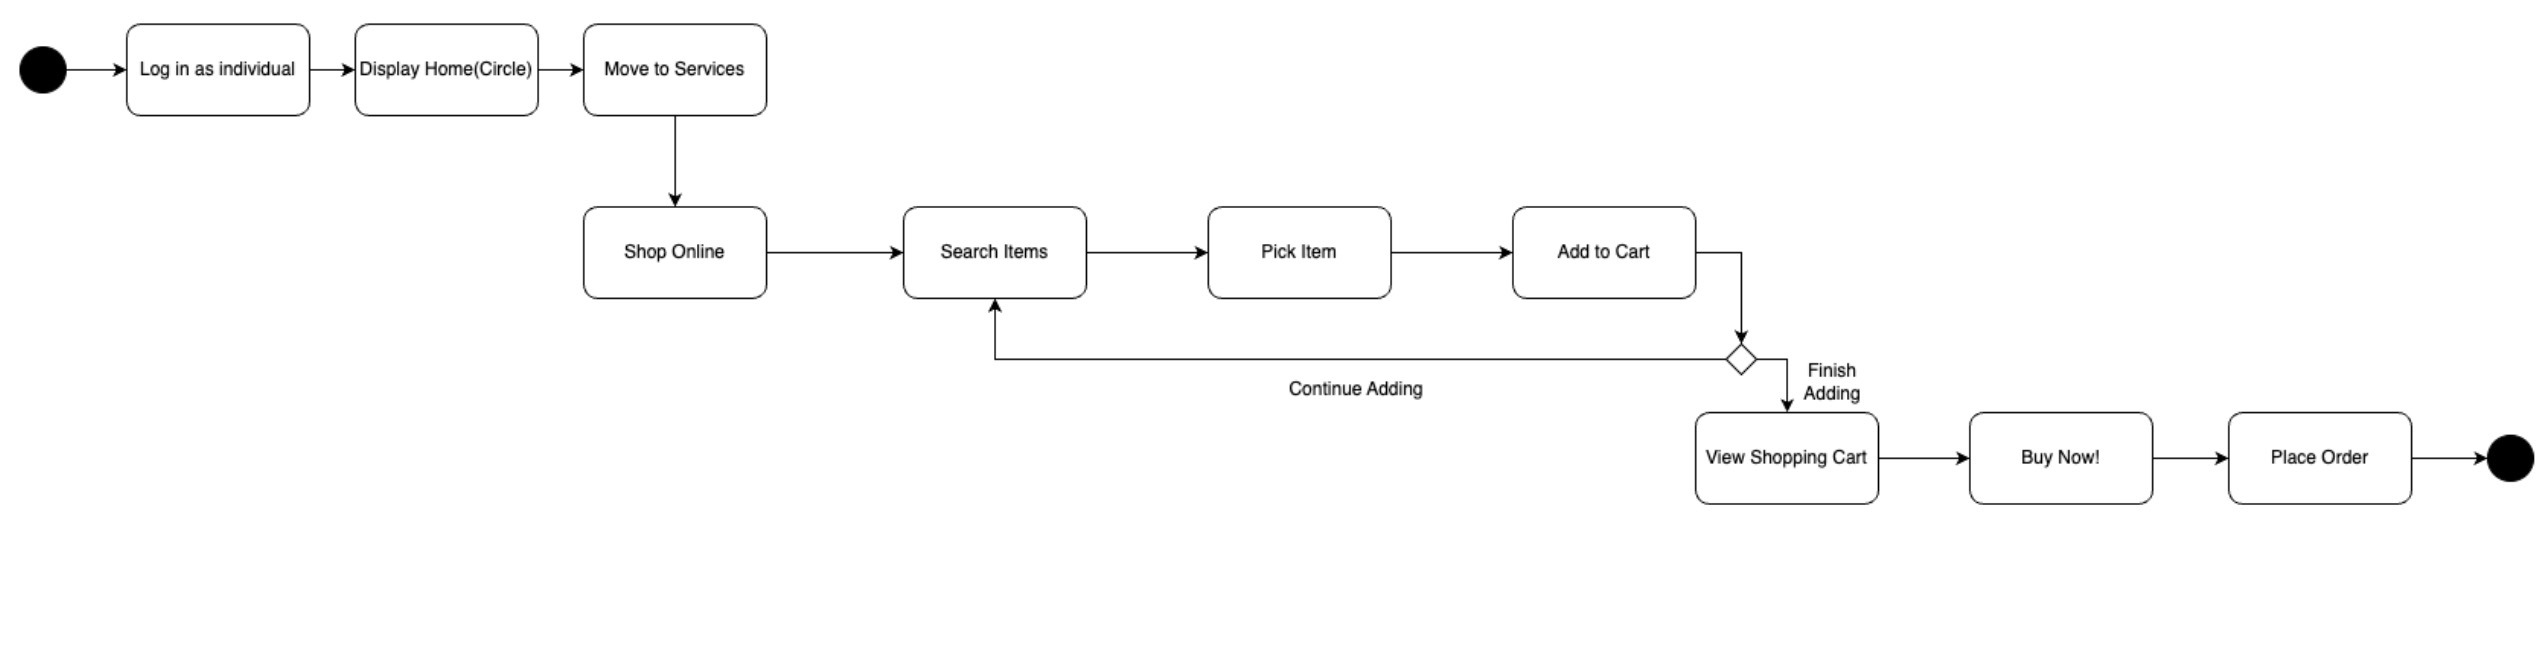 Log in as individual
Display Home(Circle)
Move to Services
Shop Online
Search Items
Pick Item
Add to Cart
Continue Adding
Finish
Adding
View Shopping Cart
Buy Now!
Place Order